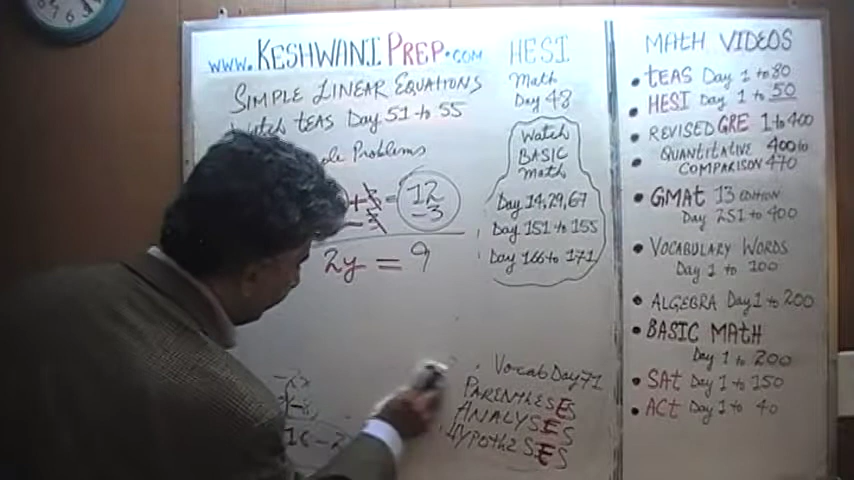 www.KESHWANIPREP.COM
SIMPLE LINEAR EQUATIONS
Watch TEAS Day 51 to 55
Problems
= 12
-3
2y = 9
HESI
Math
Day 48
Watch
BASIC
Math
Day 14,29,67
Day 151 to 155
Day 166 to 171
Vocab Day 71
PARENTHESES
ANALYSES
HYPOTHESES
MATH VIDEOS
• TEAS Day 1 to 80
• HESI Day 1 to 50
• REVISED GRE 1 to 400
• QUANTITATIVE 400 to
COMPARISON 470
• GMAT 13 EDITION
Day 251 to 400
• VOCABULARY WORDS
Day 1 to 100
• ALGEBRA Day 1 to 200
• BASIC MATH
Day 1 to 200
• SAT Day 1 to 150
• ACT Day 1 to 40